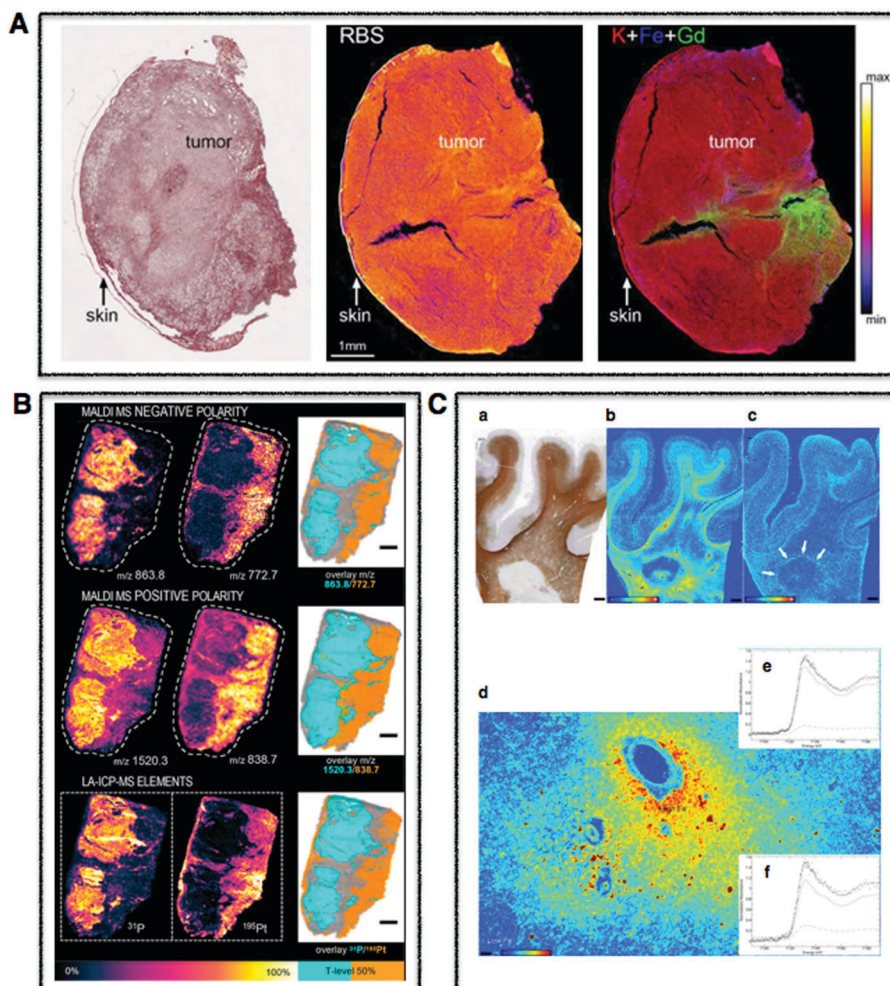 A
RBS
K+Fe+Gd
max
tumor
tumor
tumor
skin
skin
skin
1mm
min
B
MALDI MS NEGATIVE POLARITY
m/z 863.8
m/z 772.7
overlay m/z
863.8/772.7
MALDI MS POSITIVE POLARITY
m/z 1520.3
m/z 838.7
overlay m/z
1520.3/838.7
LA-ICP-MS ELEMENTS
31P
195Pt
overlay 31P/195Pt
0%
100%
T-level 50%
C
a
b
c
d
e
f